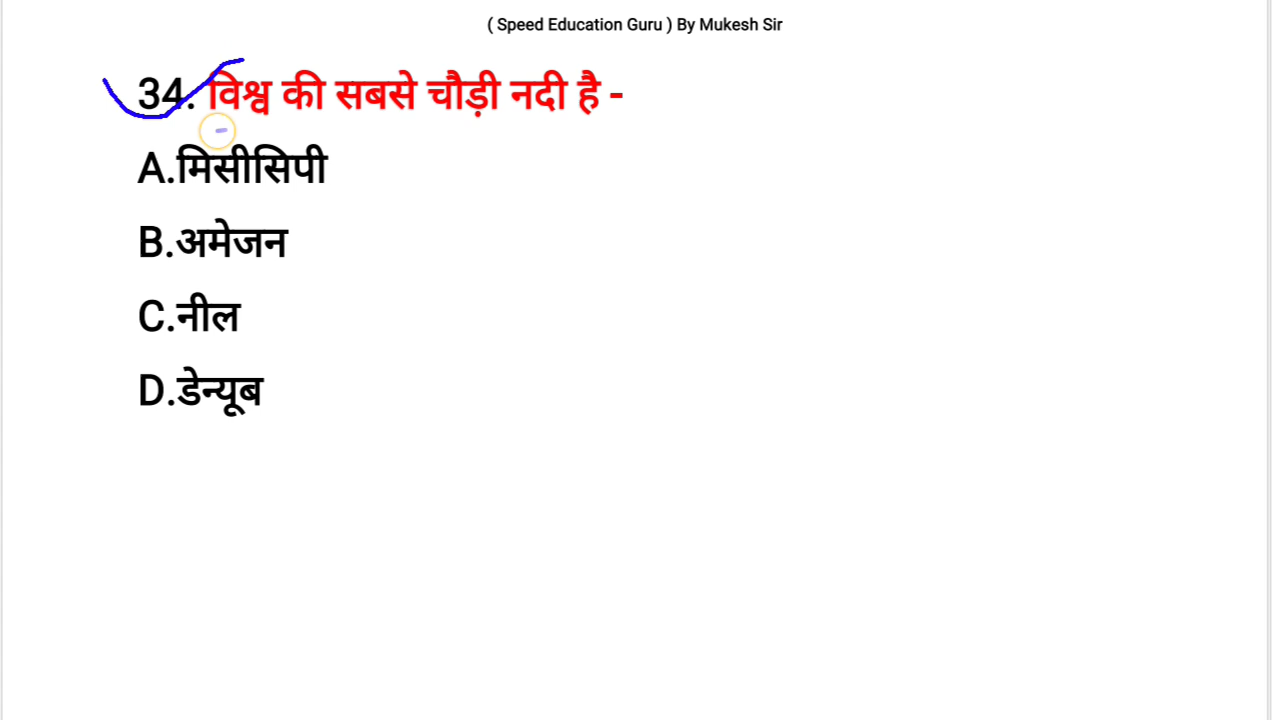 ( Speed Education Guru ) By Mukesh Sir
34. विश्व की सबसे चौड़ी नदी है -
A.मिसीसिपी
B.अमेजन
C.नील
D.डेन्यूब